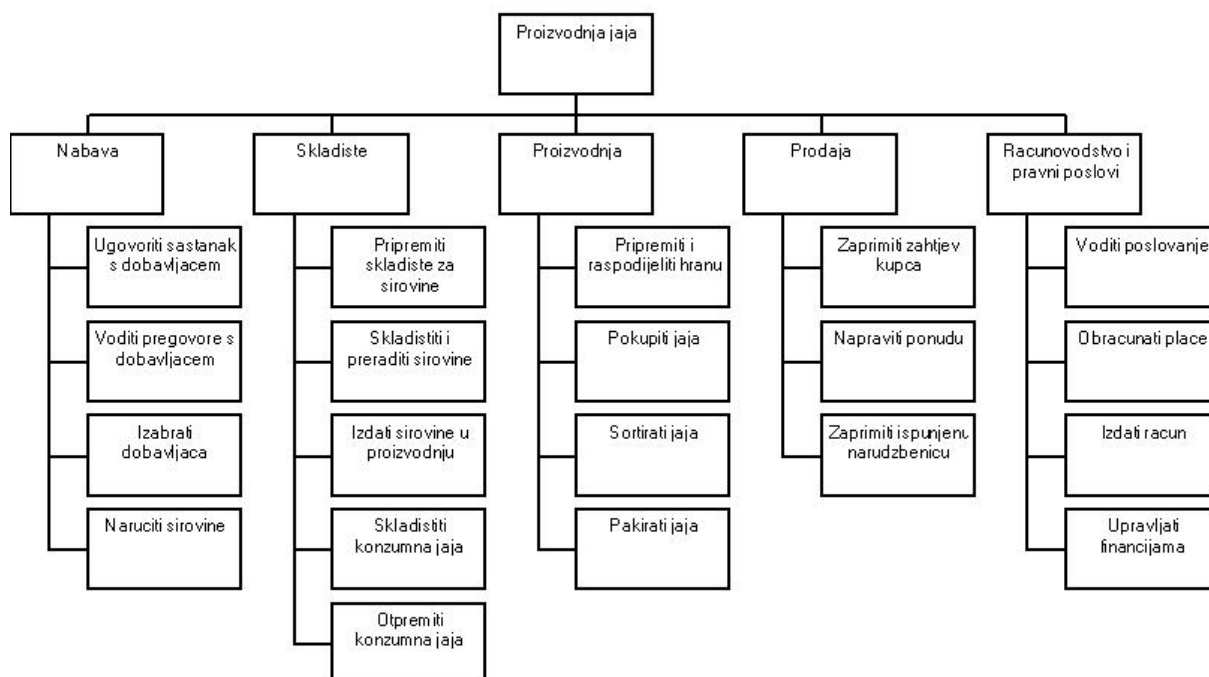 Proizvodnja jaja
Nabava
Skladiste
Proizvodnja
Prodaja
Racunovodstvo i
pravni poslovi
Ugovoriti sastanak
s dobavljacem
Voditi pregovore s
dobavljacem
Izabrati
dobavljaca
Naruciti sirovine
Pripremiti
skladiste za
sirovine
Skladistiti i
preraditi sirovine
Izdati sirovine u
proizvodnju
Skladistiti
konzumna jaja
Otpremiti
konzumna jaja
Pripremiti i
raspodijeliti hranu
Pokupiti jaja
Sortirati jaja
Pakirati jaja
Zaprimiti zahtjev
kupca
Napraviti ponudu
Zaprimiti ispunjenu
narudzbenicu
Voditi poslovanje
Obracunati place
Izdati racun
Upravljati
financijama